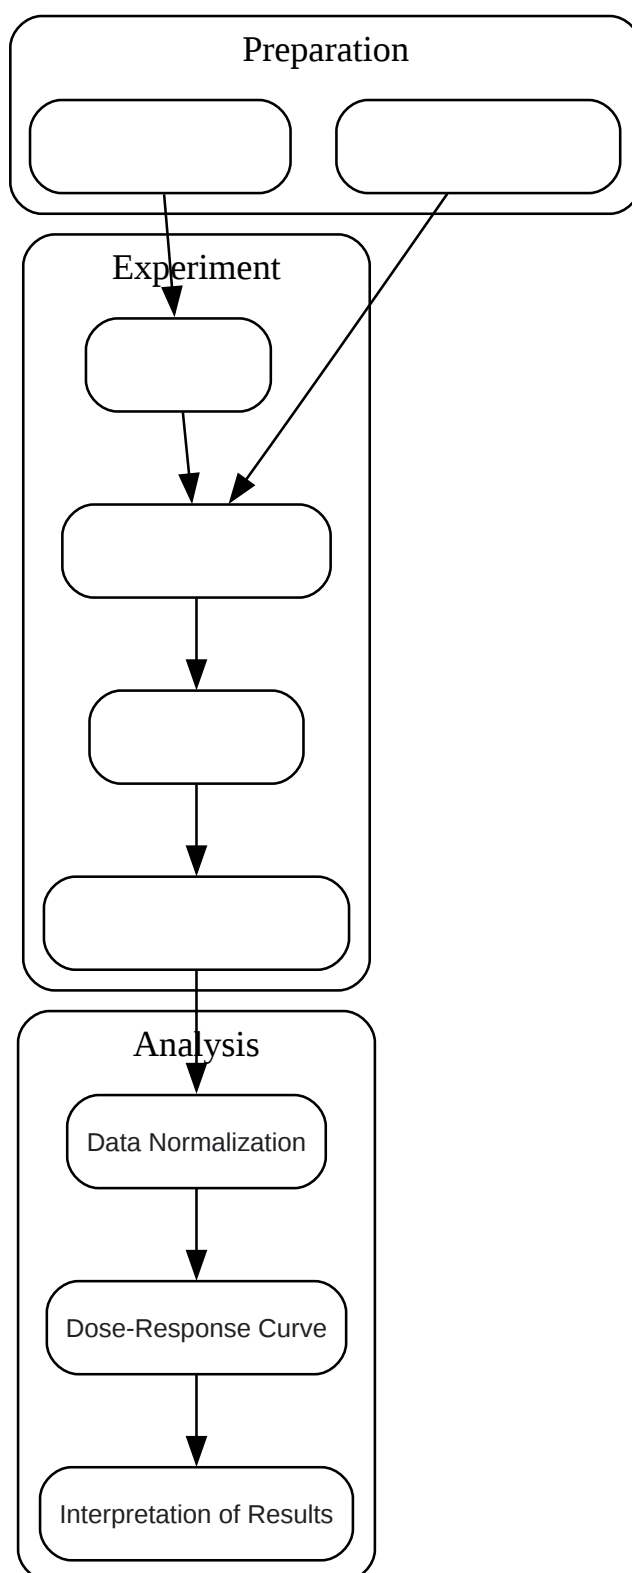 Preparation
Experiment
Analysis
Data Normalization
Dose-Response Curve
Interpretation of Results